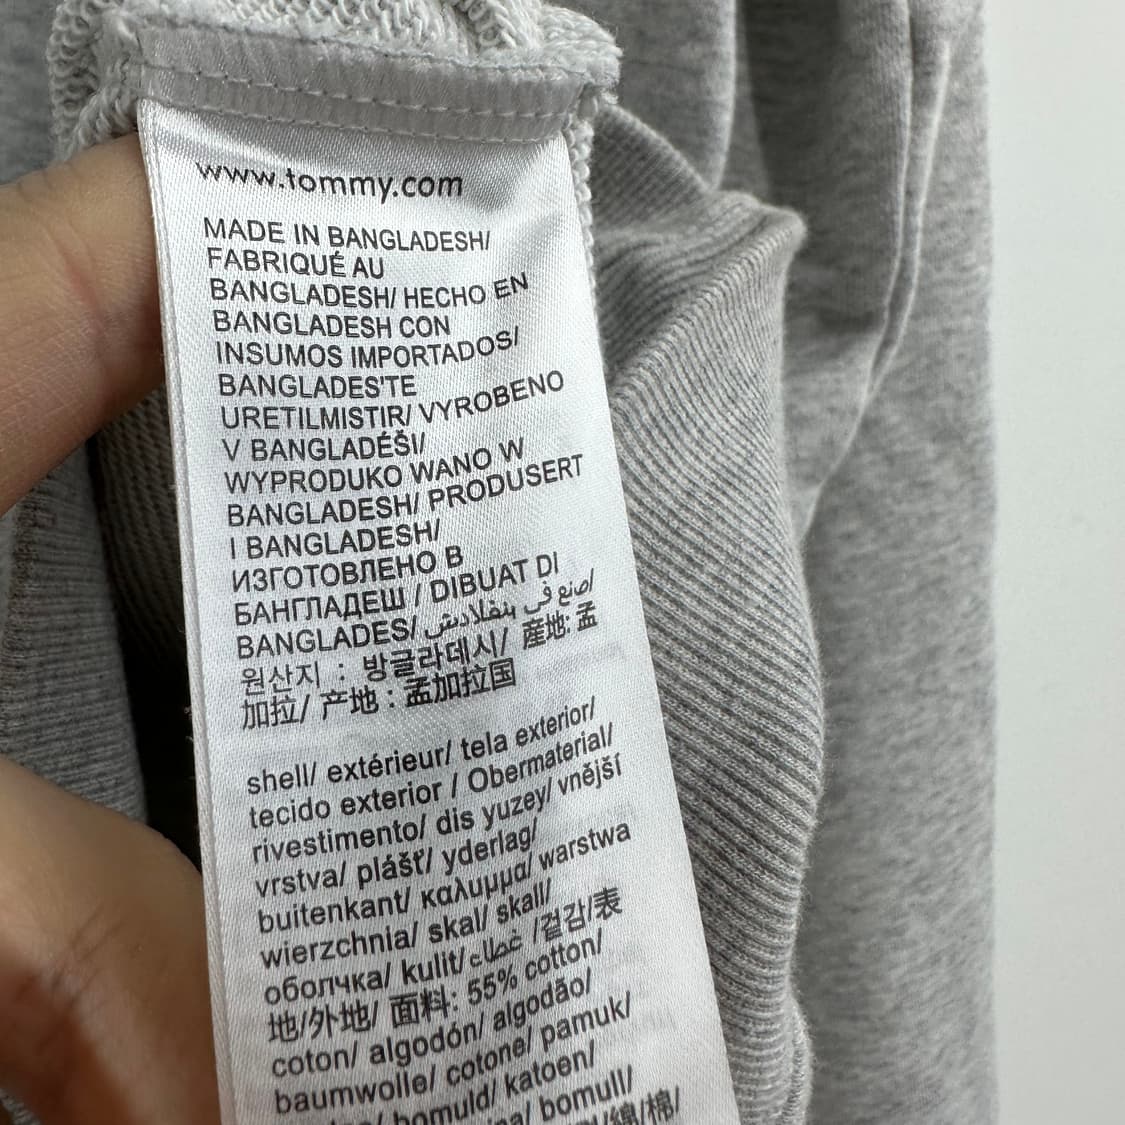 www.tommy.com
MADE IN BANGLADESH/
FABRIQUÉ AU
BANGLADESH/ HECHO EN
BANGLADESH CON
INSUMOS IMPORTADOS/
BANGLADES'TE
URETILMISTIR/ VYROBENO
V BANGLADÉŠI/
WYPRODUKO WANO W
BANGLADESH/ PRODUSERT
I BANGLADESH/
ИЗГОТОВЛЕНО В
БАНГЛАДЕШ / DIBUAT DI
BANGLADES/ صنع في بنغلادش/
원산지 : 방글라데시/ 產地: 孟
加拉/ 产地 : 孟加拉国
shell/ extérieur/ tela exterior/
tecido exterior / Obermaterial/
rivestimento/ dis yuzey/ vnější
vrstva/ plášť/ yderlag/
buitenkant/ καλυμμα/ warstwa
wierzchnia/ skal/ skall/
оболчка/ kulit/ غطاء /겉감/表
地/外地/ 面料: 55% cotton/
coton/ algodón/ algodão/
baumwolle/ cotone/ pamuk/
bomuld/ katoen/
bomull/
綿/棉/